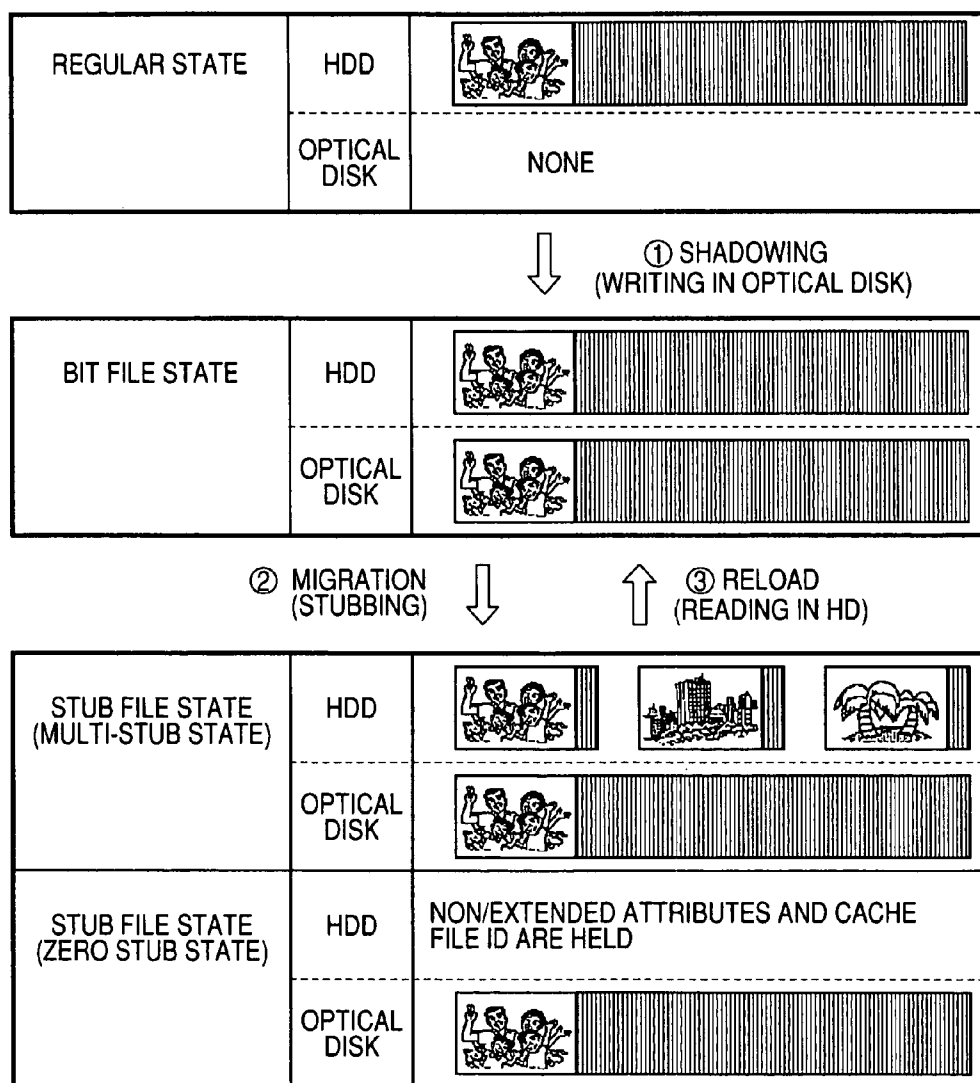 REGULAR STATE
HDD
OPTICAL
DISK
NONE
① SHADOWING
(WRITING IN OPTICAL DISK)
BIT FILE STATE
HDD
OPTICAL
DISK
② MIGRATION
(STUBBING)
③ RELOAD
(READING IN HD)
STUB FILE STATE
(MULTI-STUB STATE)
HDD
OPTICAL
DISK
STUB FILE STATE
(ZERO STUB STATE)
HDD
NON/EXTENDED ATTRIBUTES AND CACHE
FILE ID ARE HELD
OPTICAL
DISK